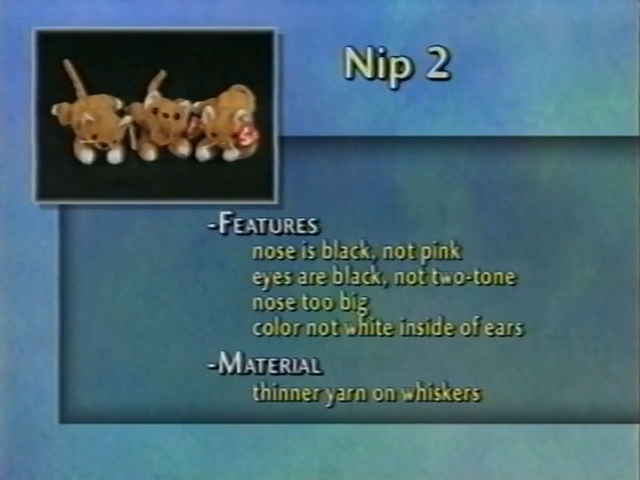 Nip 2
-FEATURES
nose is black, not pink
eyes are black, not two-tone
nose too big
color not white inside of ears
-MATERIAL
thinner yarn on whiskers